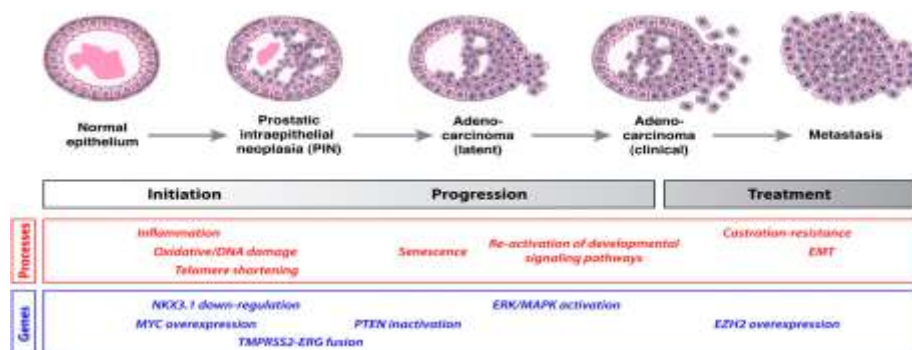 Normal
epithelium
Prostatic
intraepithelial
neoplasia (PIN)
Adeno-
carcinoma
(latent)
Adeno-
carcinoma
(clinical)
Metastasis
Initiation
Progression
Treatment
Processes
Inflammation
Oxidative/DNA damage
Telomere shortening
Senescence
Re-activation of developmental
signaling pathways
Castration-resistance
EMT
Genes
NKX3.1 down-regulation
MYC overexpression
TMPRSS2-ERG fusion
PTEN inactivation
ERK/MAPK activation
EZH2 overexpression